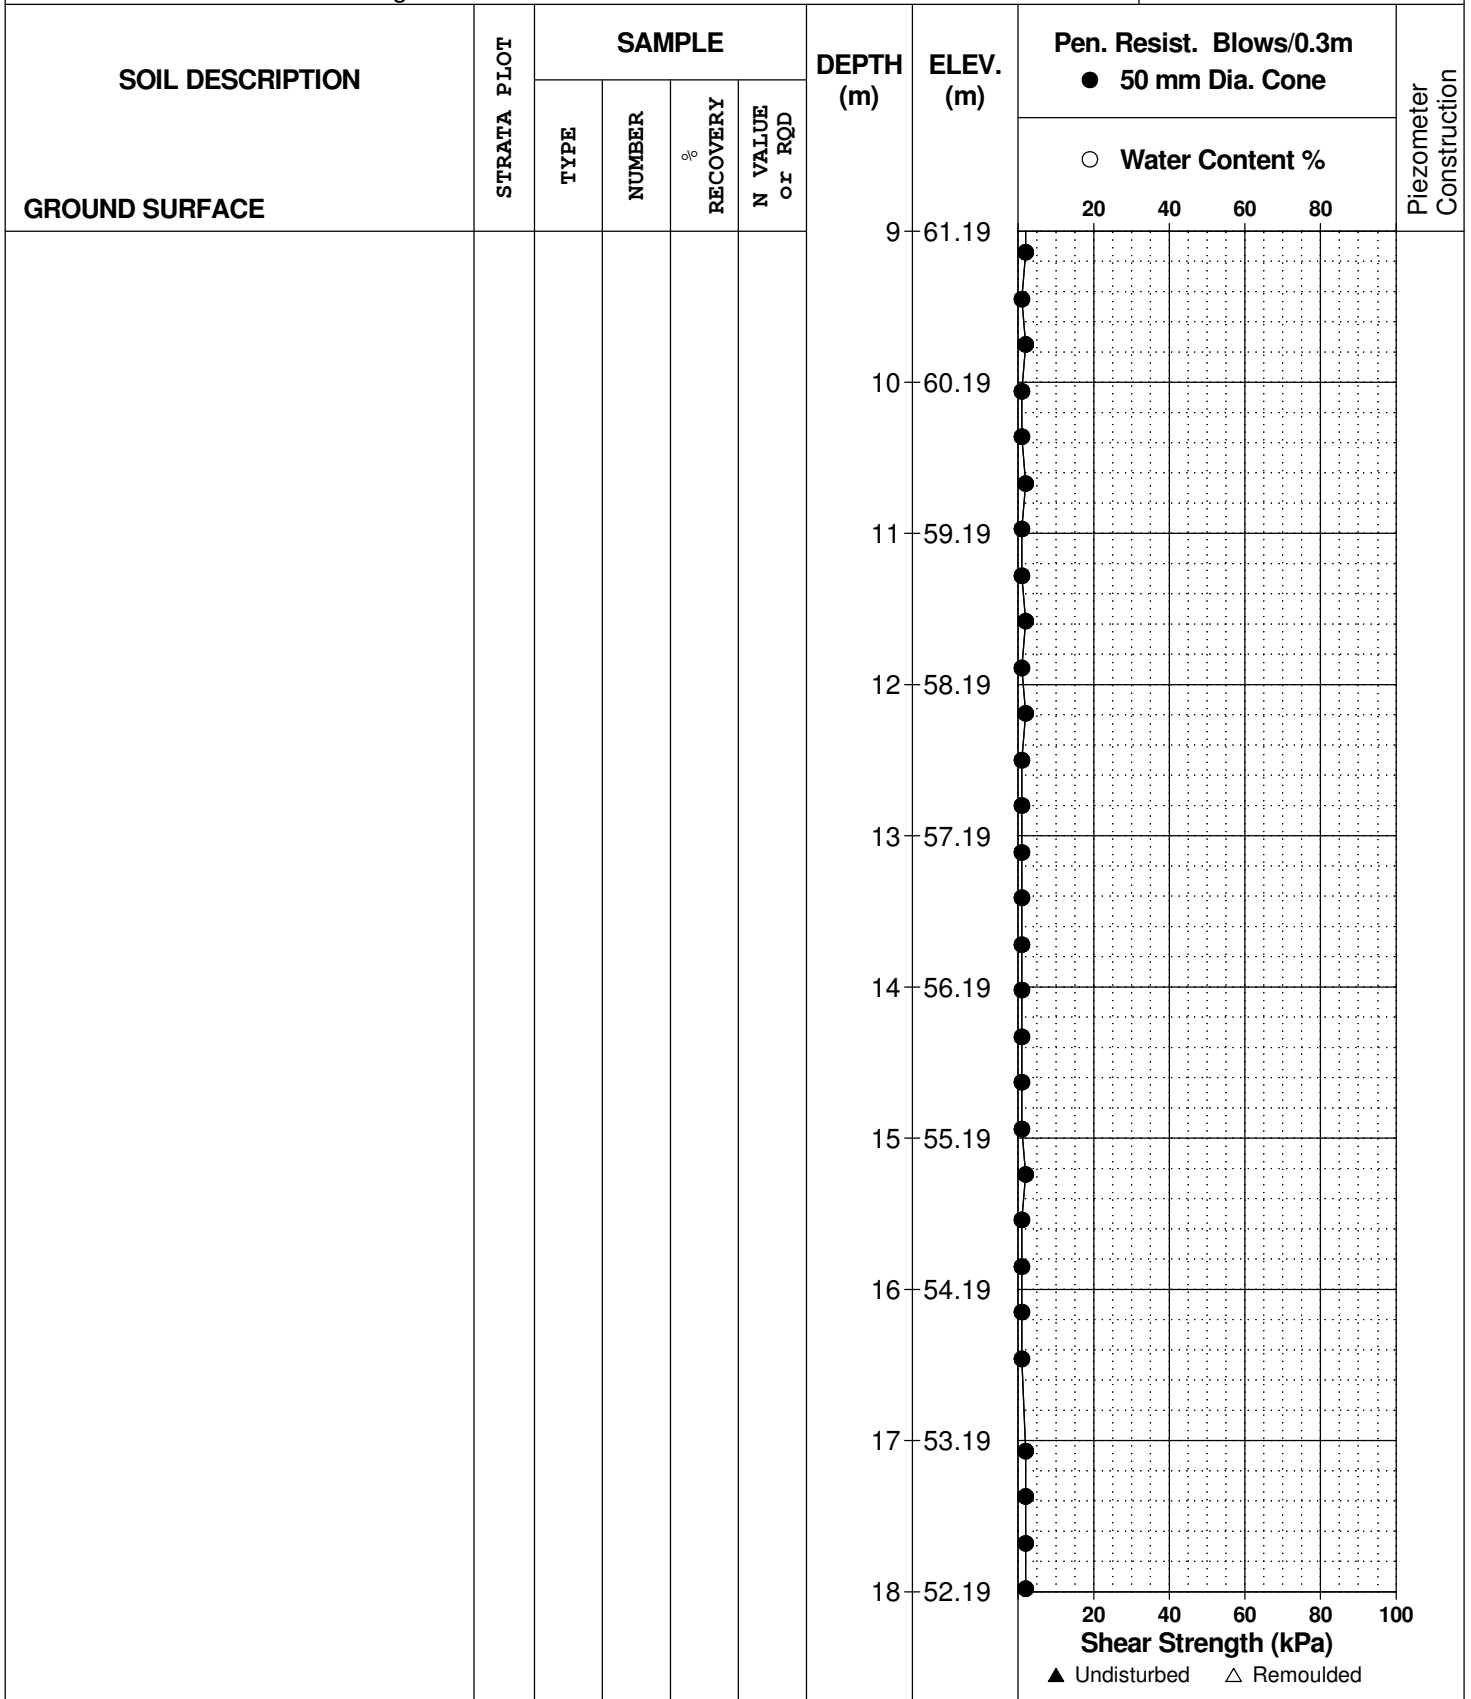 SOIL DESCRIPTION
GROUND SURFACE
STRATA PLOT
SAMPLE
TYPE
NUMBER
%
RECOVERY
N VALUE
or RQD
DEPTH
(m)
ELEV.
(m)
Pen. Resist. Blows/0.3m
● 50 mm Dia. Cone
○ Water Content %
20 40 60 80
Piezometer
Construction
9 61.19
10 60.19
11 59.19
12 58.19
13 57.19
14 56.19
15 55.19
16 54.19
17 53.19
18 52.19
20 40 60 80 100
Shear Strength (kPa)
▲ Undisturbed △ Remoulded